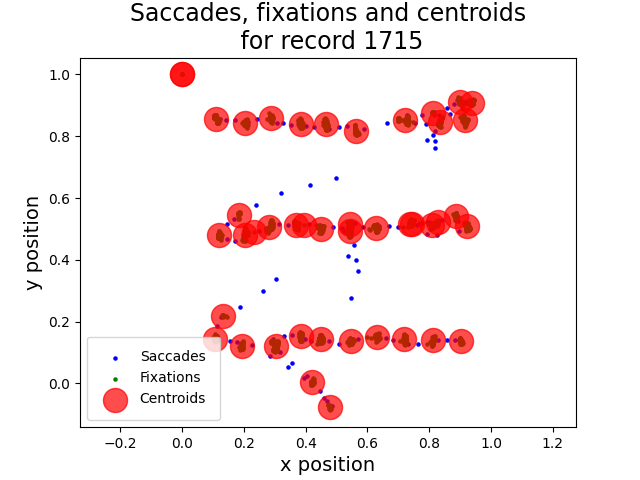 Saccades, fixations and centroids
for record 1715
1.0
0.8
0.6
0.4
0.2
0.0
y position
Saccades
Fixations
Centroids
−0.2
0.0
0.2
0.4
0.6
0.8
1.0
1.2
x position